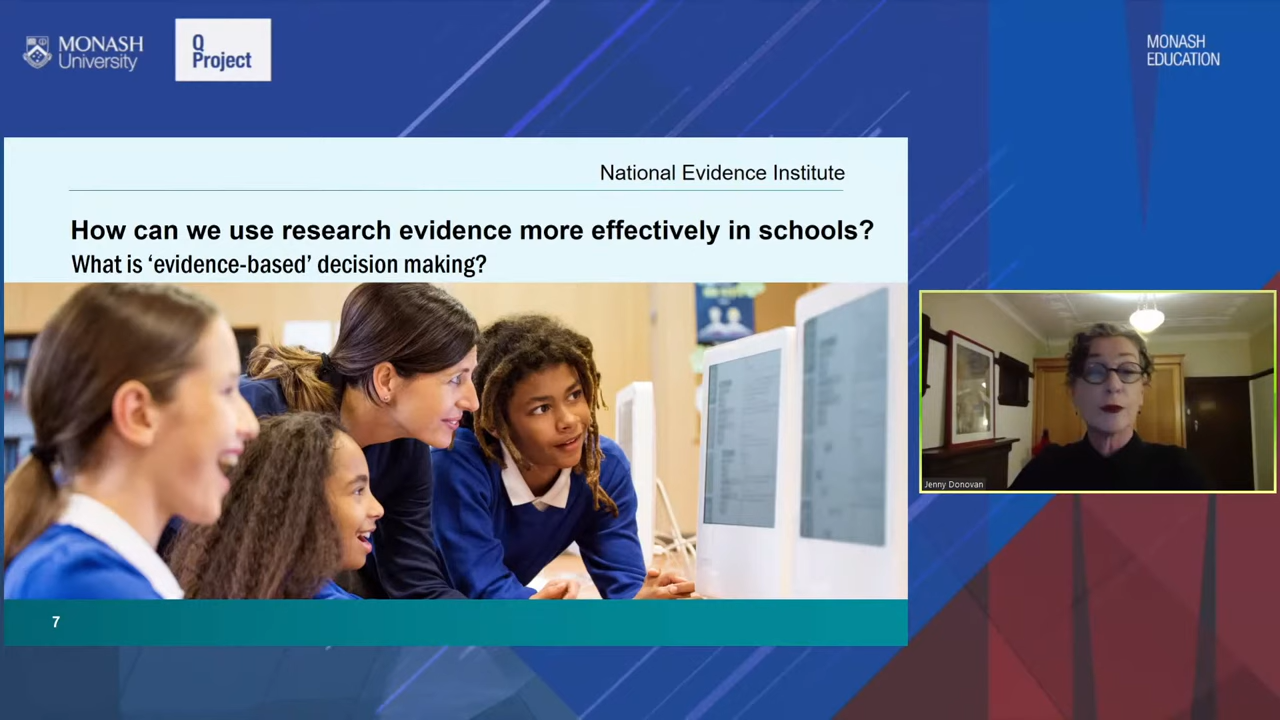 MONASH
University
Q
Project
MONASH
EDUCATION
National Evidence Institute
How can we use research evidence more effectively in schools?
What is ‘evidence-based’ decision making?
Jenny Donovan
7